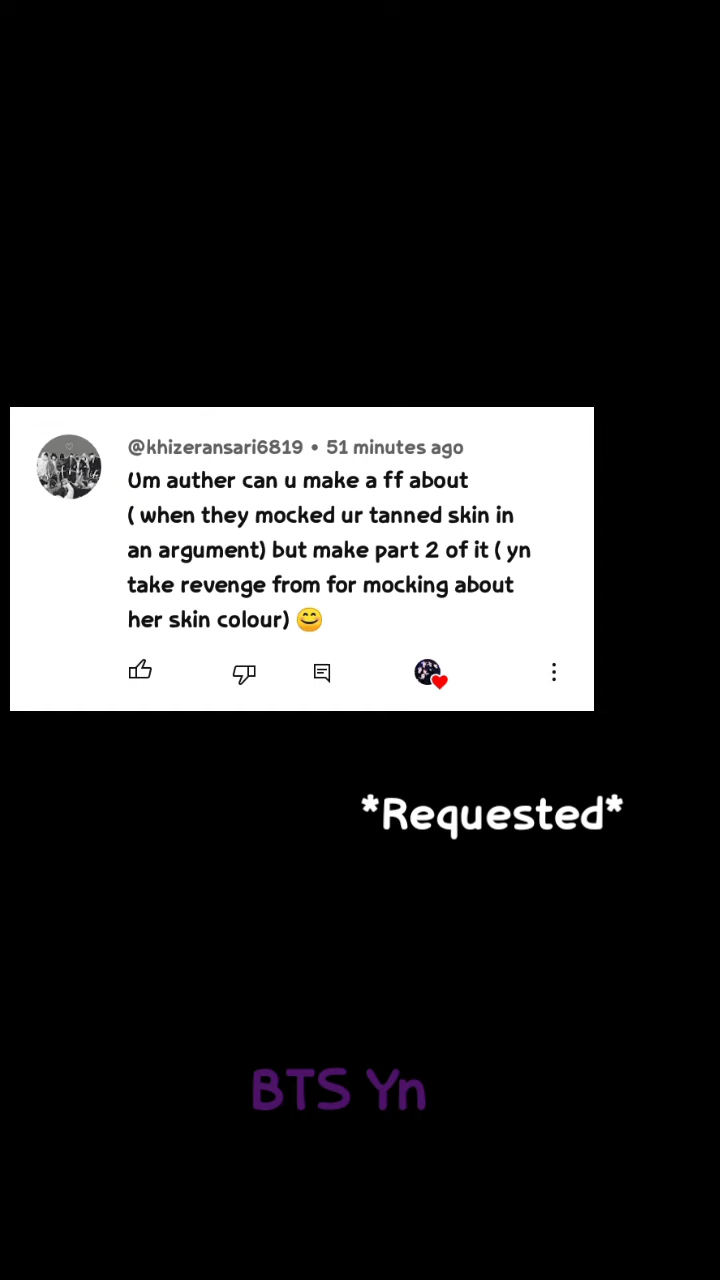 @khizeransari6819 • 51 minutes ago
Um auther can u make a ff about
( when they mocked ur tanned skin in
an argument) but make part 2 of it ( yn
take revenge from for mocking about
her skin colour) 😊
*Requested*
BTS Yn